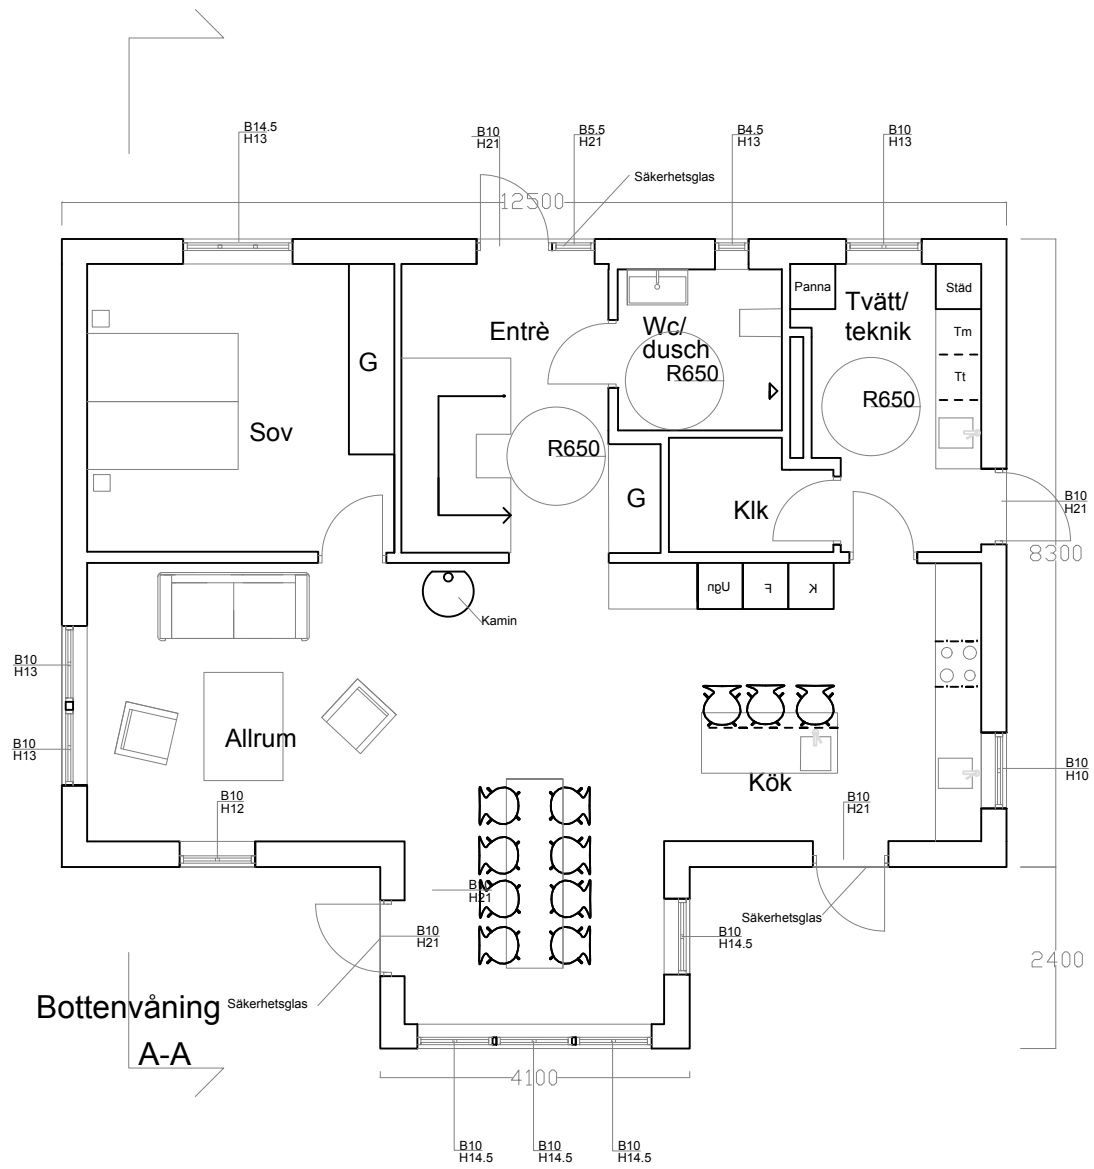 B14.5
H13
B10
H21
B5.5
H21
B4.5
H13
B10
H13
Säkerhetsglas
12500
Panna
Tvätt/
teknik
Städ
Entrè
Wc/
dusch
Tm
G
R650
Tt
R650
Sov
R650
G
Klk
B10
H21
8300
Ugn
F
K
Kamin
B10
H13
Allrum
B10
H13
Kök
B10
H10
B10
H12
B10
H21
B10
H21
Säkerhetsglas
B10
H21
B10
H14.5
2400
Bottenvåning
Säkerhetsglas
A-A
4100
B10
H14.5
B10
H14.5
B10
H14.5